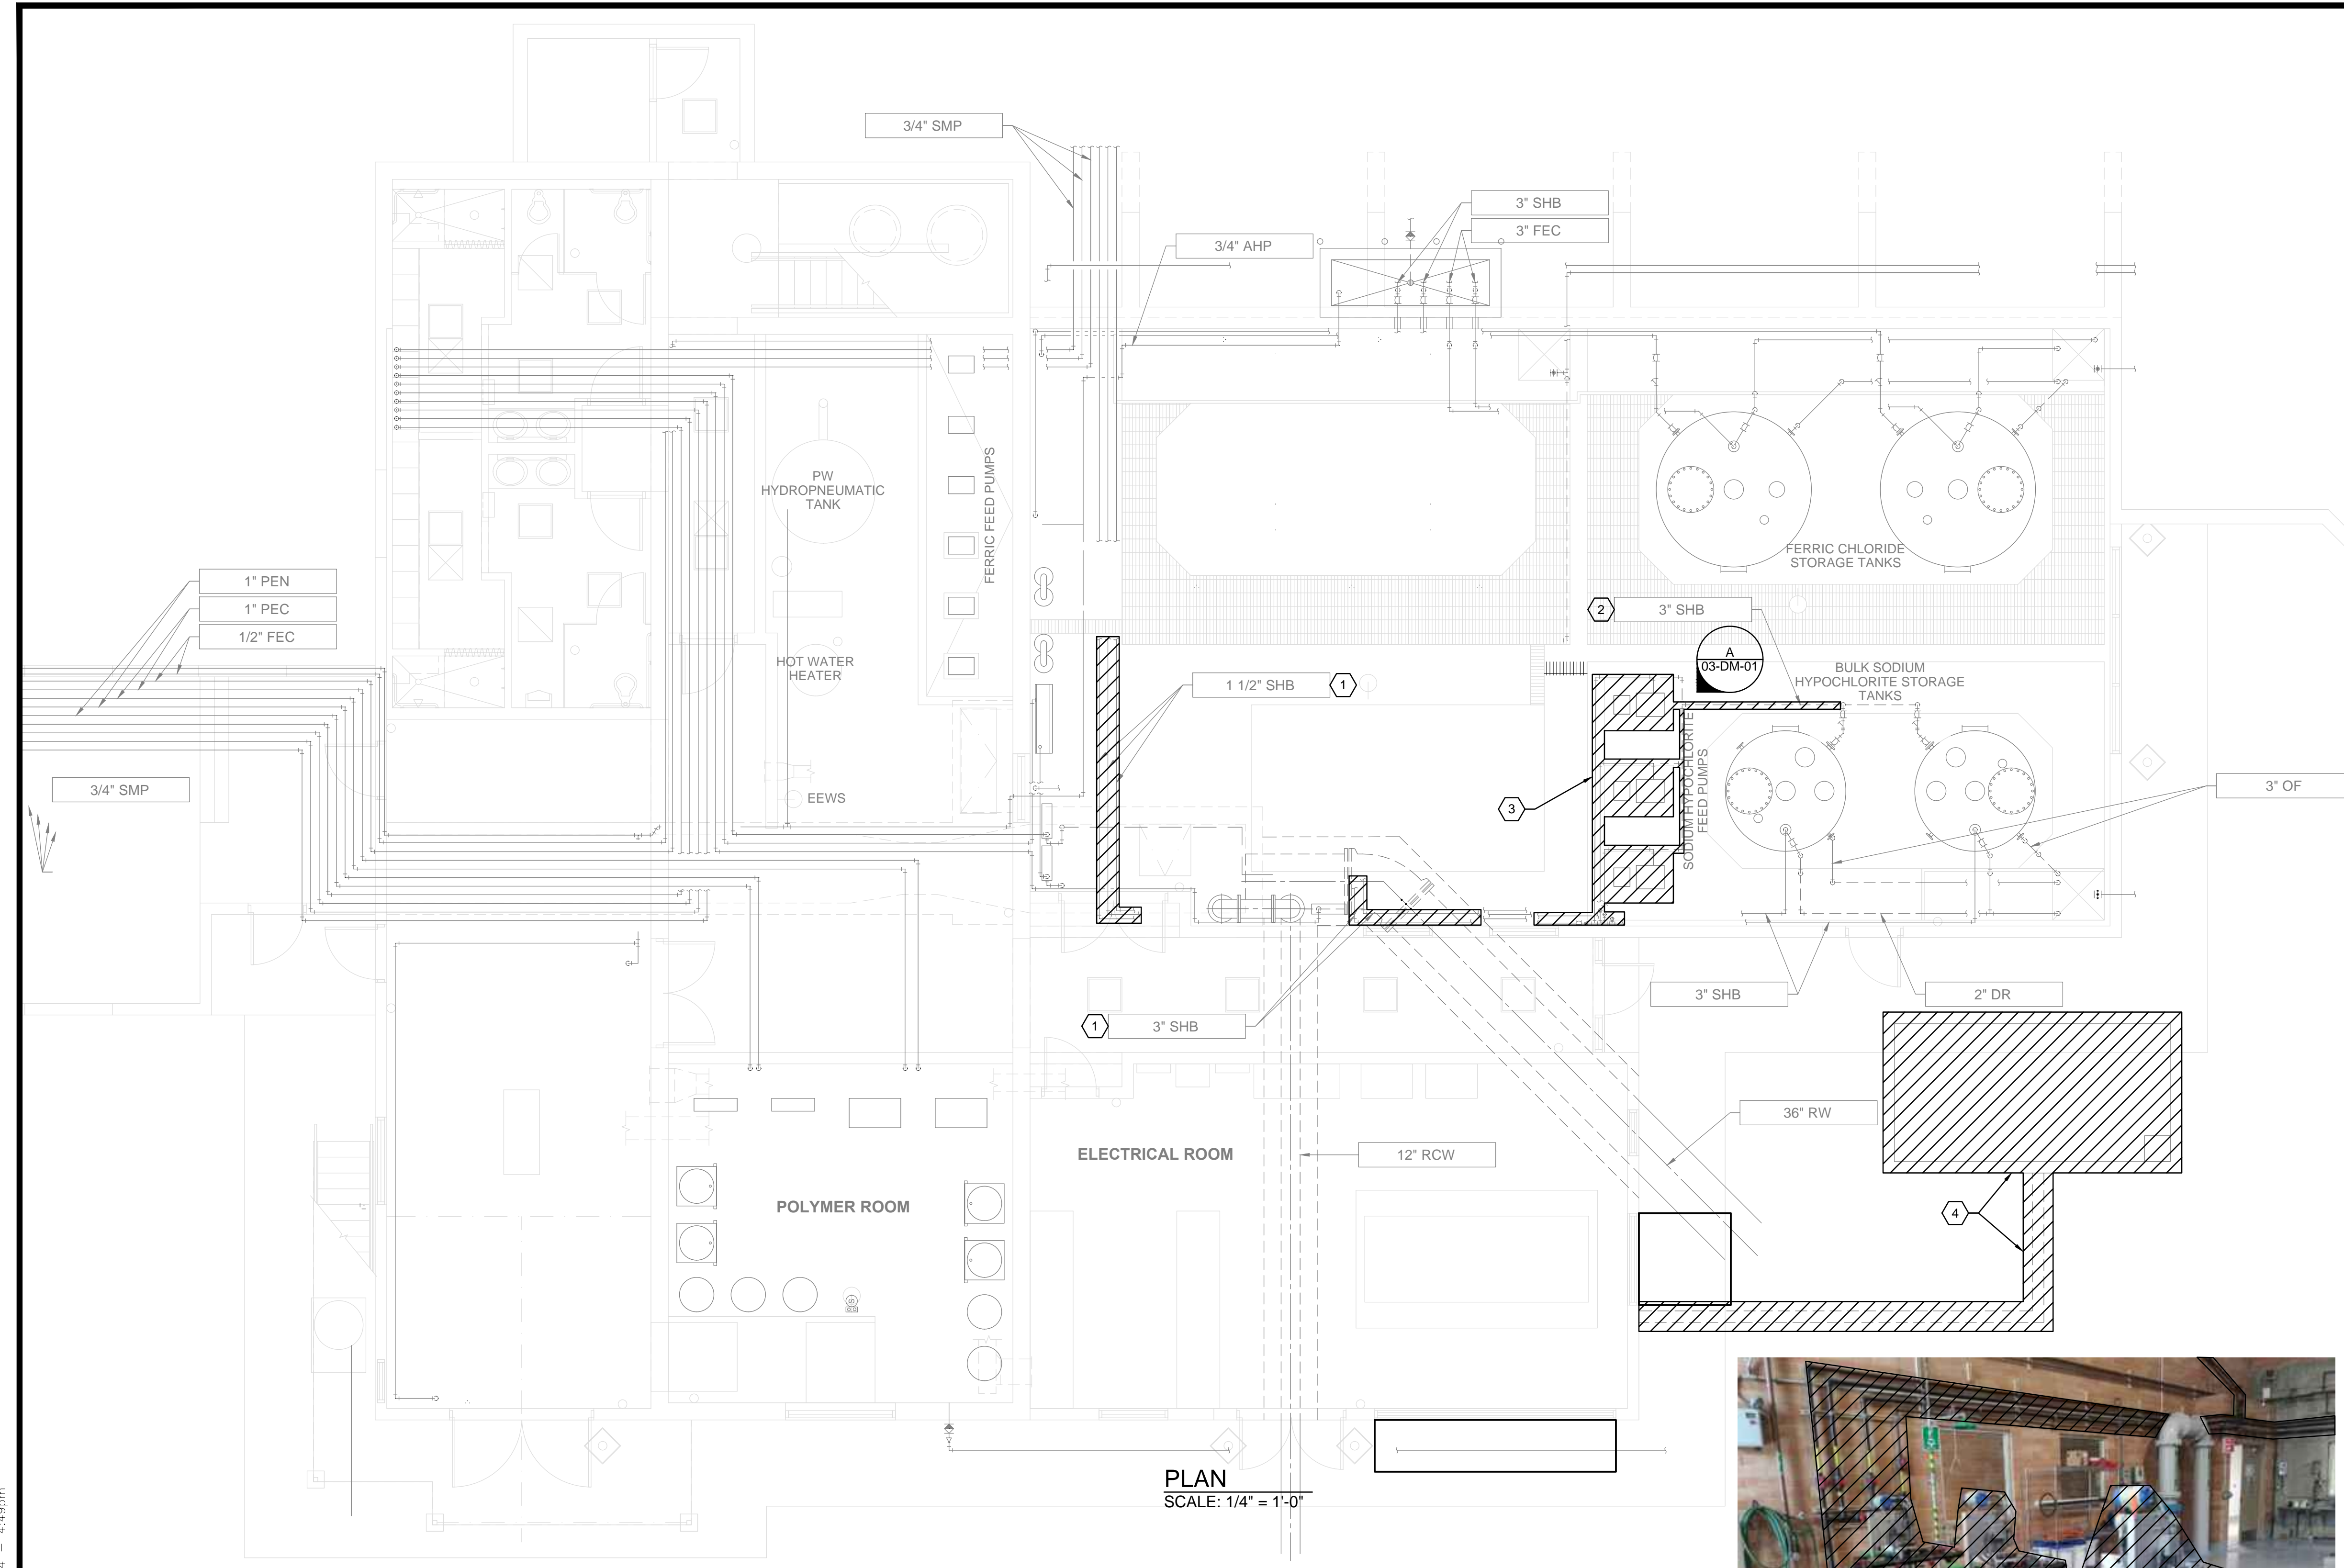 3/4" SMP
3" SHB
3" FEC
3/4" AHP
PW
HYDROPNEUMATIC
TANK
FERRIC FEED PUMPS
FERRIC CHLORIDE
STORAGE TANKS
1" PEN
1" PEC
1/2" FEC
2
3" SHB
A
03-DM-01
HOT WATER
HEATER
1 1/2" SHB
1
BULK SODIUM
HYPOCHLORITE STORAGE
TANKS
SODIUM HYPOCHLORITE
FEED PUMPS
3/4" SMP
EEWS
3
3" OF
3" SHB
2" DR
1
3" SHB
36" RW
ELECTRICAL ROOM
12" RCW
POLYMER ROOM
4
S
PLAN
SCALE: 1/4" = 1'-0"
4 - 4:49pm